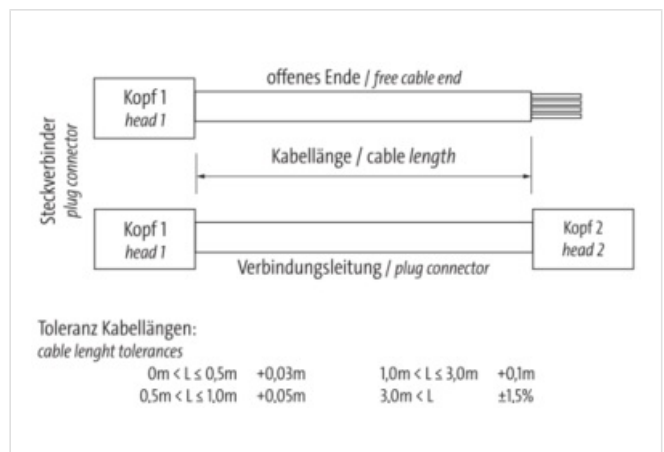 offenes Ende / free cable end
Kopf 1
head 1
Steckverbinder
plug connector
Kabellänge / cable length
Kopf 1
head 1
Kopf 2
head 2
Verbindungsleitung / plug connector
Toleranz Kabellängen:
cable lenght tolerances
0m < L ≤ 0,5m +0,03m 1,0m < L ≤ 3,0m +0,1m
0,5m < L ≤ 1,0m +0,05m 3,0m < L ±1,5%